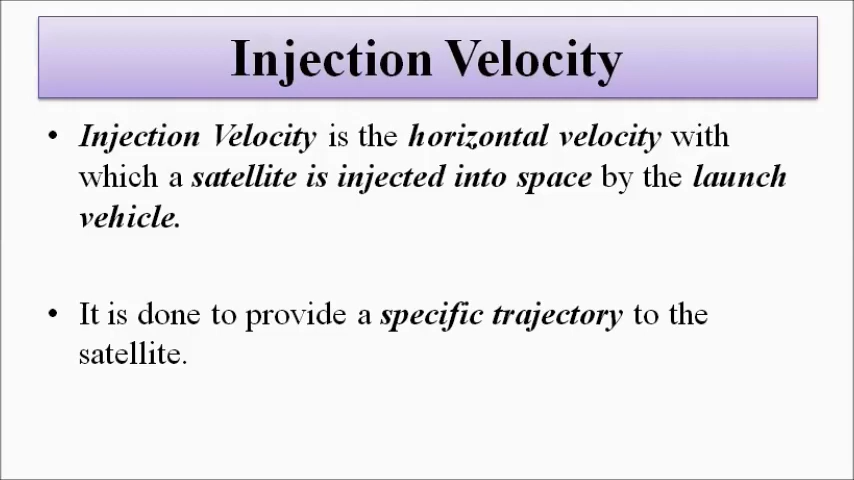 Injection Velocity
• Injection Velocity is the horizontal velocity with
which a satellite is injected into space by the launch
vehicle.
• It is done to provide a specific trajectory to the
satellite.